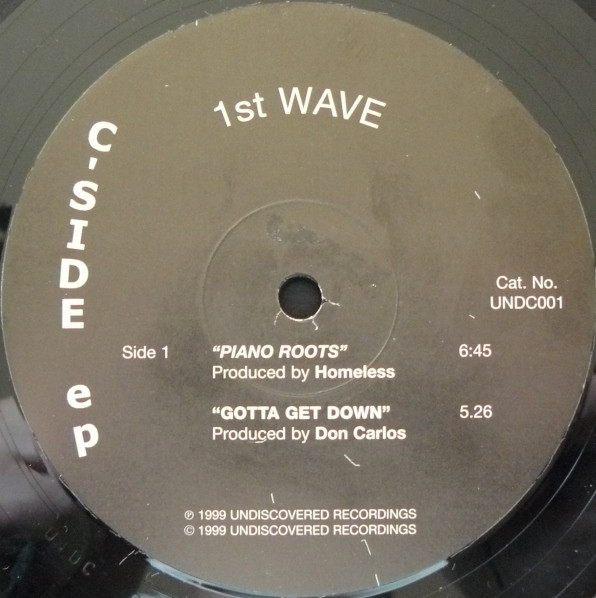 1st WAVE
C-SIDE ep
Cat. No.
UNDC001
Side 1 “PIANO ROOTS” 6:45
Produced by Homeless
“GOTTA GET DOWN” 5.26
Produced by Don Carlos
℗ 1999 UNDISCOVERED RECORDINGS
© 1999 UNDISCOVERED RECORDINGS